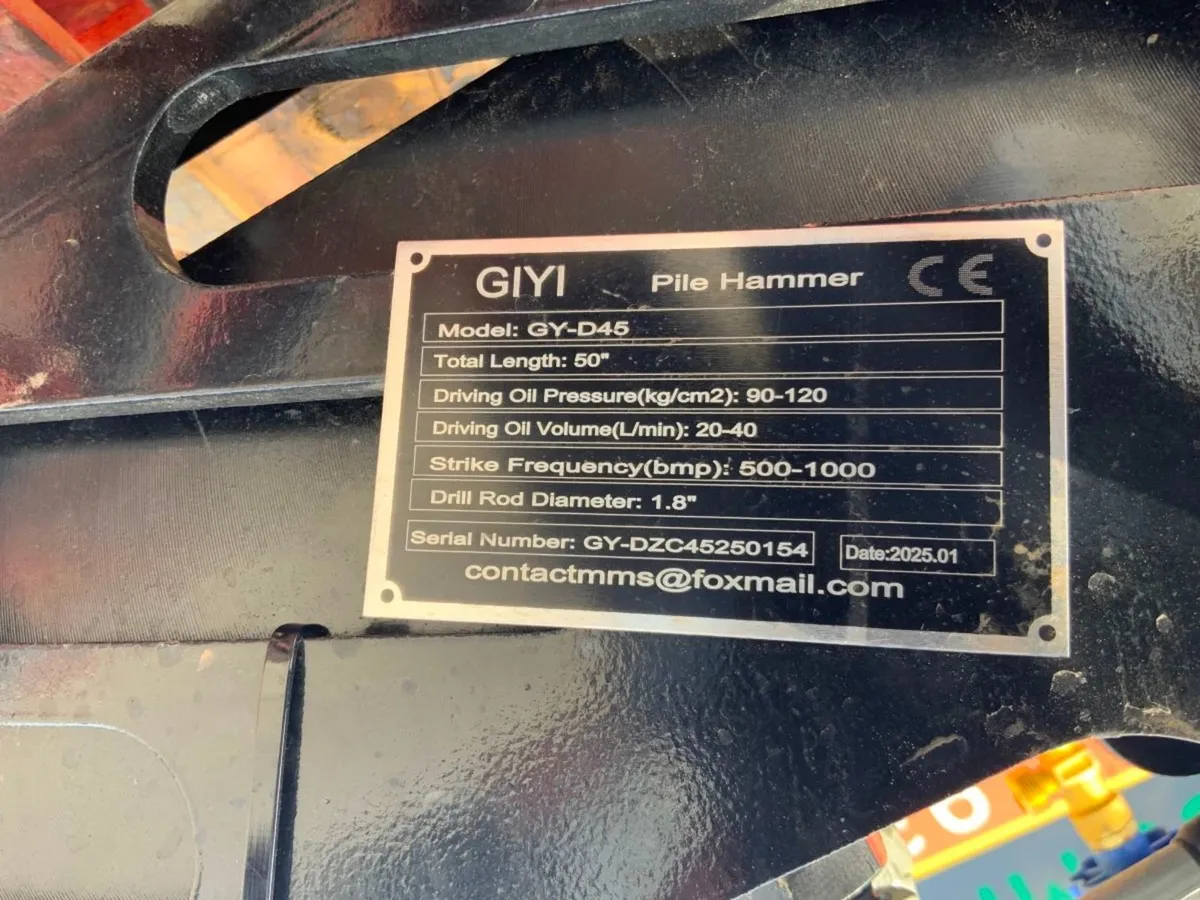 GIYI Pile Hammer CE
Model: GY-D45
Total Length: 50"
Driving Oil Pressure(kg/cm2): 90-120
Driving Oil Volume(L/min): 20-40
Strike Frequency(bmp): 500-1000
Drill Rod Diameter: 1.8"
Serial Number: GY-DZC45250154 Date:2025.01
contactmms@foxmail.com